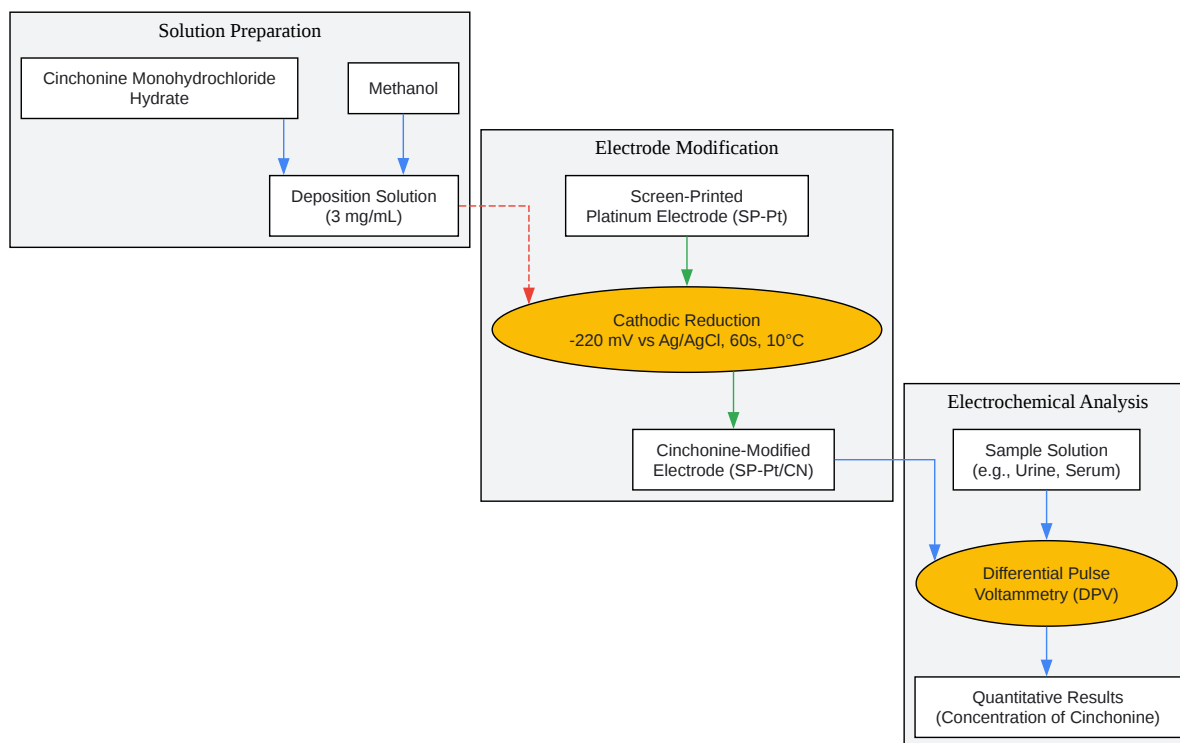 Solution Preparation
Cinchonine Monohydrochloride
Hydrate
Methanol
Deposition Solution
(3 mg/mL)
Electrode Modification
Screen-Printed
Platinum Electrode (SP-Pt)
Cathodic Reduction
-220 mV vs Ag/AgCl, 60s, 10°C
Cinchonine-Modified
Electrode (SP-Pt/CN)
Electrochemical Analysis
Sample Solution
(e.g., Urine, Serum)
Differential Pulse
Voltammetry (DPV)
Quantitative Results
(Concentration of Cinchonine)